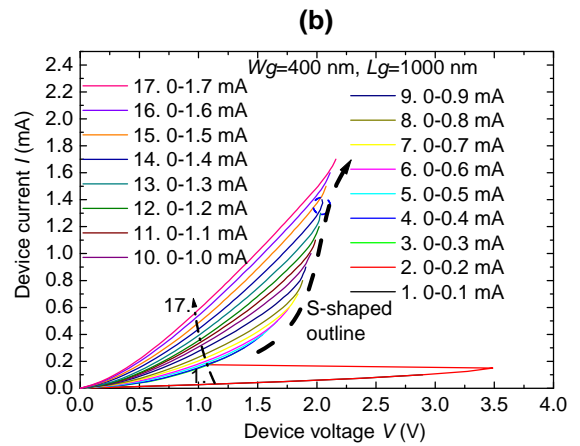 (b)
Wg=400 nm, Lg=1000 nm
17. 0-1.7 mA
16. 0-1.6 mA
15. 0-1.5 mA
14. 0-1.4 mA
13. 0-1.3 mA
12. 0-1.2 mA
11. 0-1.1 mA
10. 0-1.0 mA
9. 0-0.9 mA
8. 0-0.8 mA
7. 0-0.7 mA
6. 0-0.6 mA
5. 0-0.5 mA
4. 0-0.4 mA
3. 0-0.3 mA
2. 0-0.2 mA
1. 0-0.1 mA
17.
1.
S-shaped
outline
Device current I (mA)
2.4
2.2
2.0
1.8
1.6
1.4
1.2
1.0
0.8
0.6
0.4
0.2
0.0
0.0 0.5 1.0 1.5 2.0 2.5 3.0 3.5 4.0
Device voltage V (V)